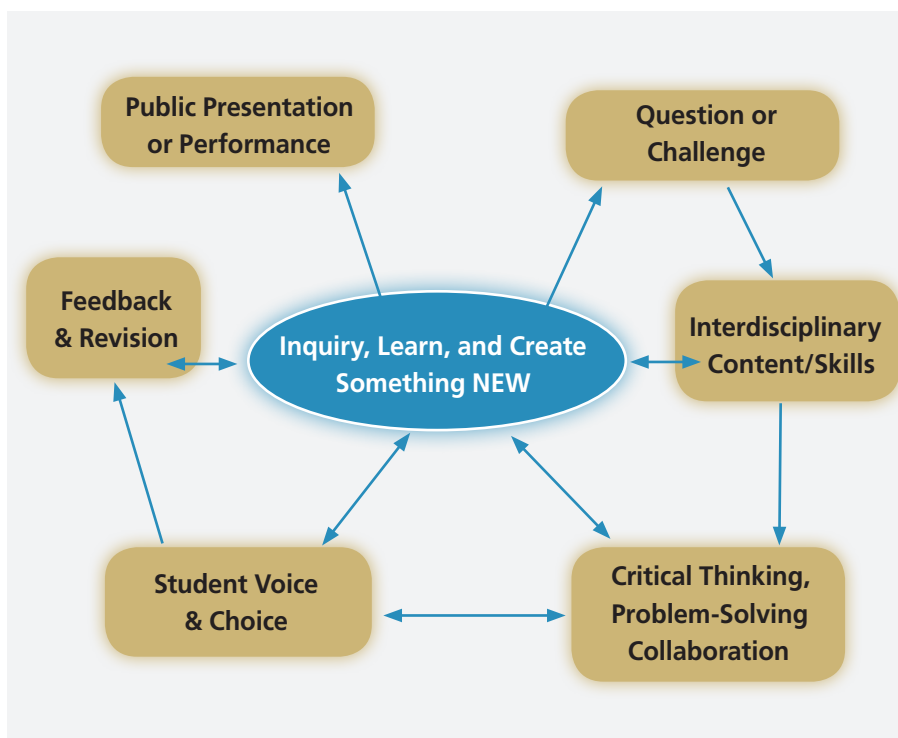 Public Presentation
or Performance
Question or
Challenge
Feedback
& Revision
Inquiry, Learn, and Create
Something NEW
Interdisciplinary
Content/Skills
Student Voice
& Choice
Critical Thinking,
Problem-Solving
Collaboration